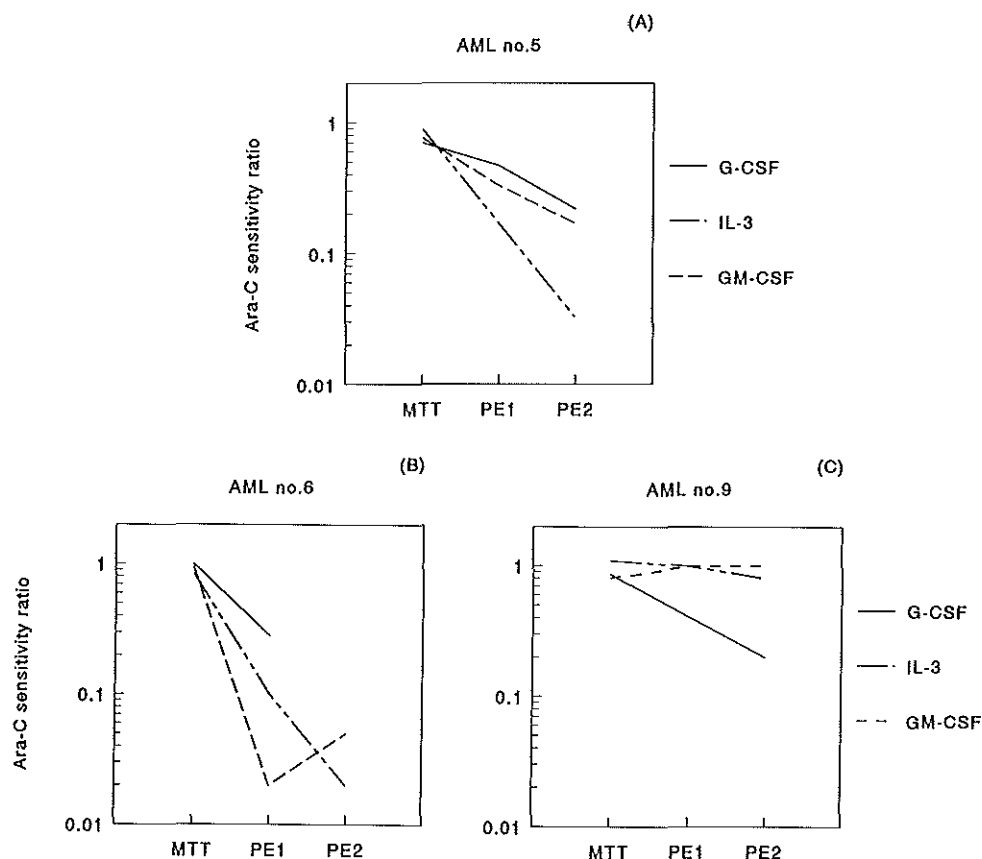 (A)
AML no.5
Ara-C sensitivity ratio
1
0.1
0.01
MTT PE1 PE2
G-CSF
IL-3
GM-CSF
(B)
AML no.6
Ara-C sensitivity ratio
1
0.1
0.01
MTT PE1 PE2
(C)
AML no.9
1
0.1
0.01
MTT PE1 PE2
G-CSF
IL-3
GM-CSF